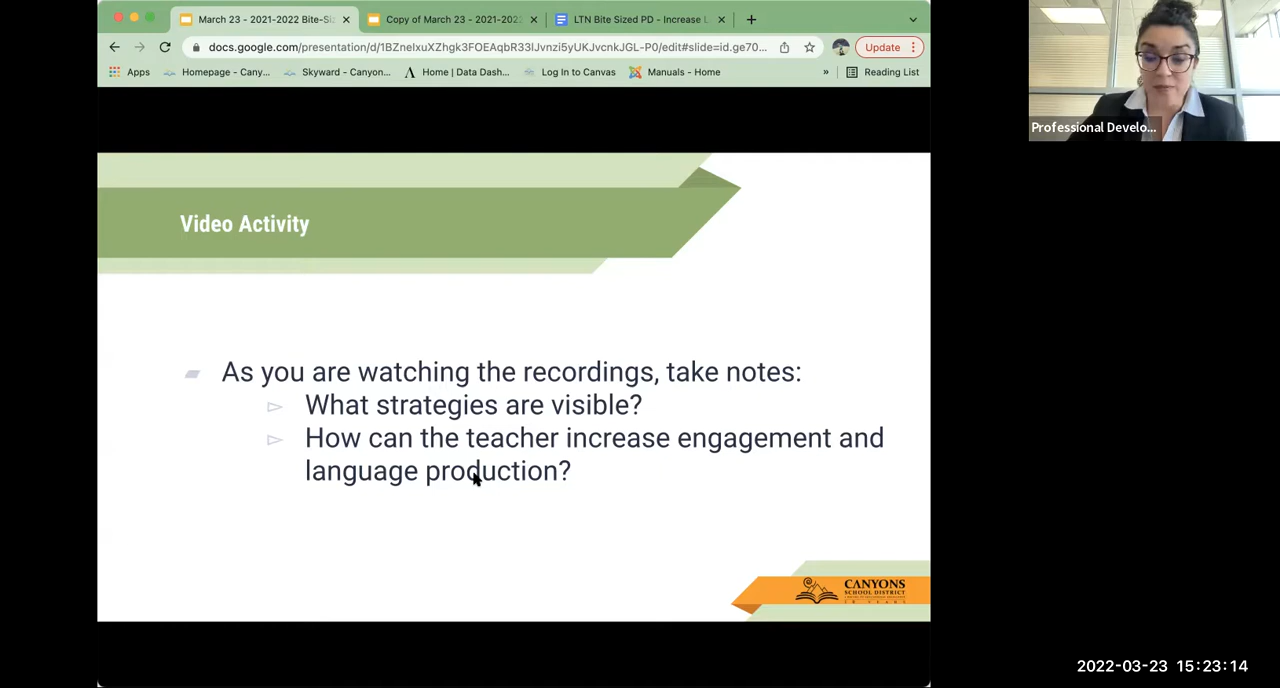 March 23 - 2021-2022 Bite-Si
Copy of March 23 - 2021-202
LTN Bite Sized PD - Increase L
docs.google.com/presentation/d/1BZneIxuXZhgk3FOEAqbR33lJvnzi5yUKJvcnkJGL-P0/edit#slide=id.ge70...
Update
Apps
Homepage - Cany...
Skyward - Canyon...
Home | Data Dash...
Log In to Canvas
Manuals - Home
»
Reading List
Professional Develo...
Video Activity
As you are watching the recordings, take notes:
What strategies are visible?
How can the teacher increase engagement and
language production?
CANYONS
SCHOOL DISTRICT
2022-03-23 15:23:14